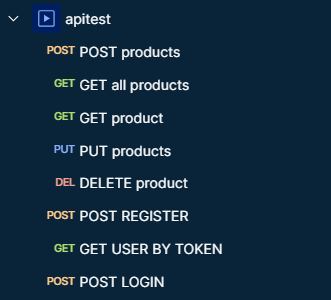 apitest
POST POST products
GET GET all products
GET GET product
PUT PUT products
DEL DELETE product
POST POST REGISTER
GET GET USER BY TOKEN
POST POST LOGIN